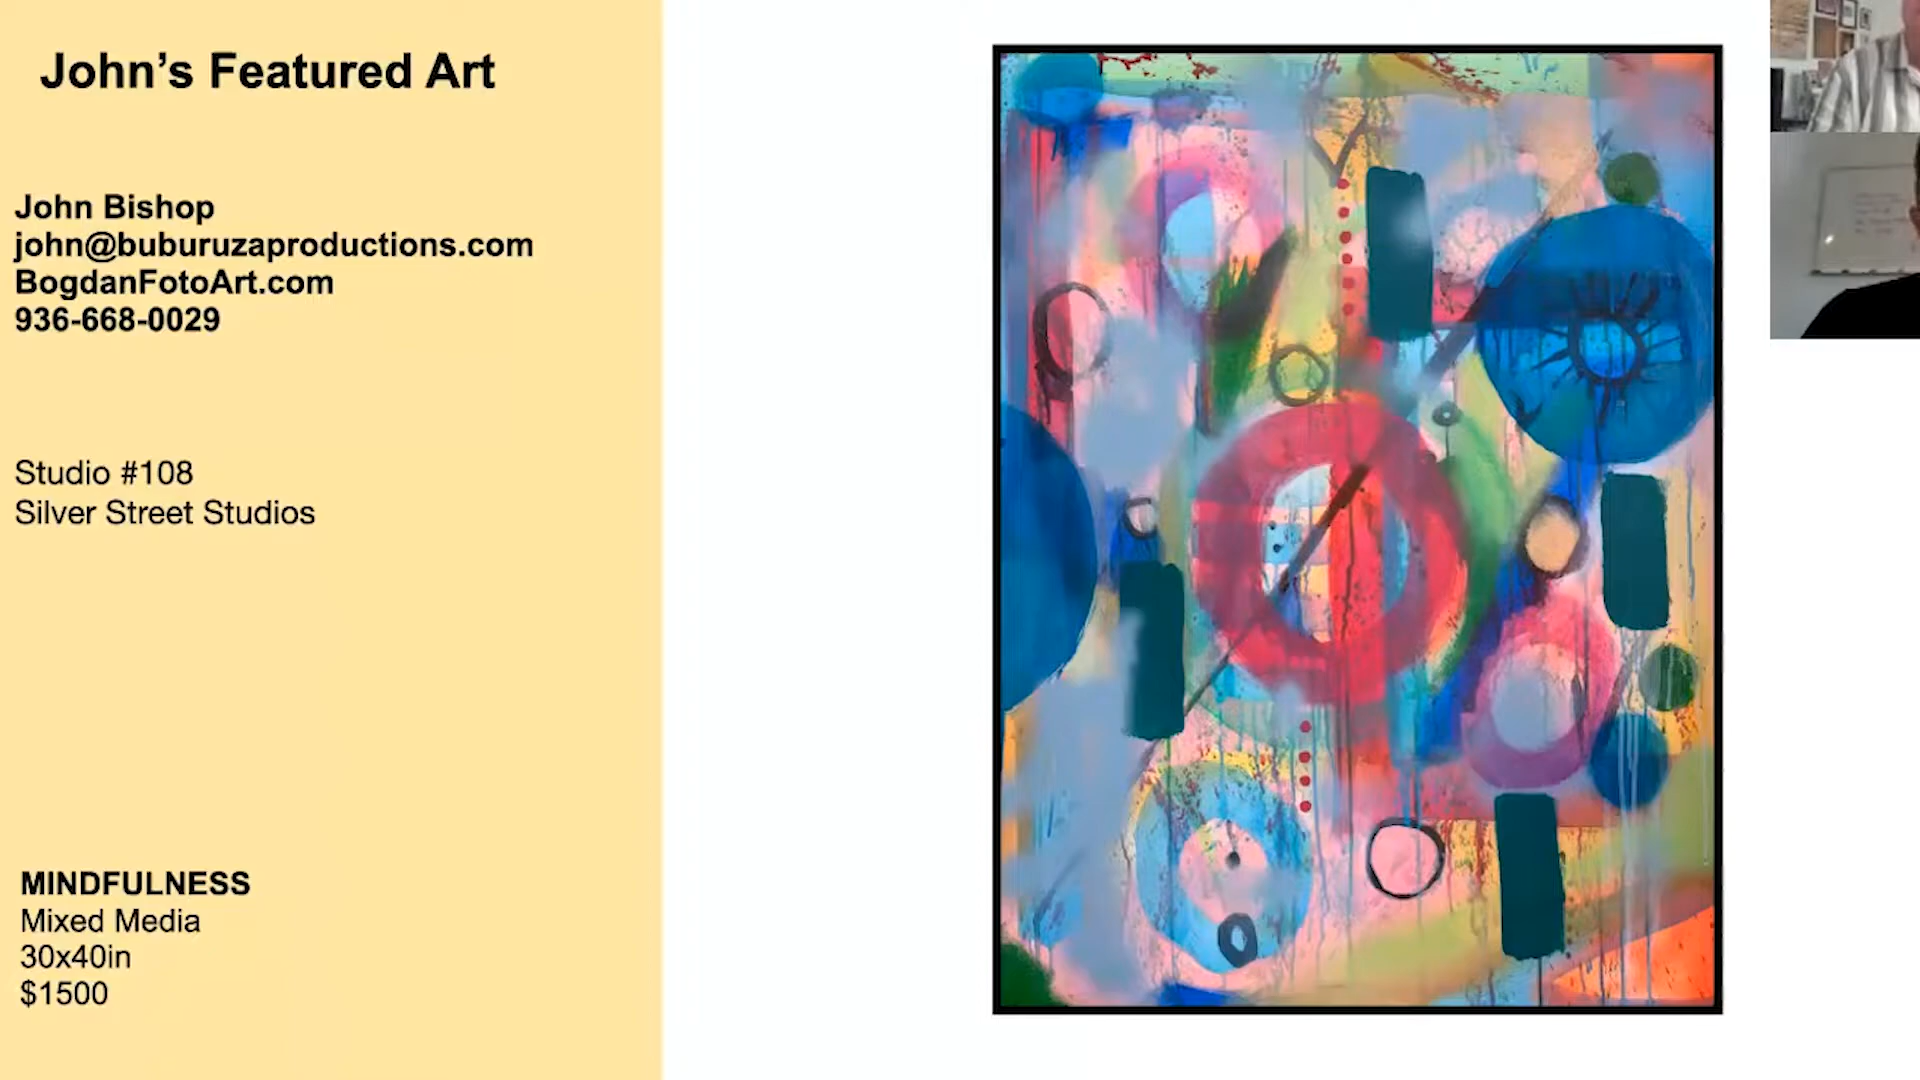 John’s Featured Art
John Bishop
john@buburuzaproductions.com
BogdanFotoArt.com
936-668-0029
Studio #108
Silver Street Studios
MINDFULNESS
Mixed Media
30x40in
$1500